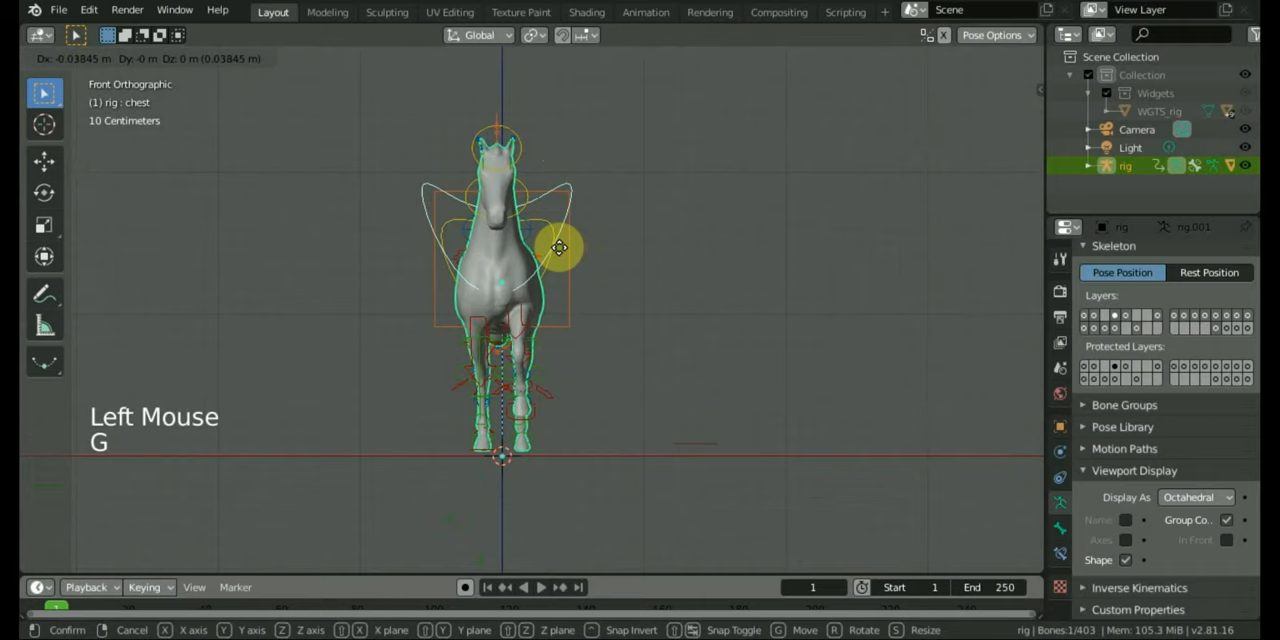 File Edit Render Window Help
Layout Modeling Sculpting UV Editing Texture Paint Shading Animation Rendering Compositing Scripting +
Scene
View Layer
Global
Pose Options
Dx: -0.03845 m Dy: -0 m Dz: 0 m (0.03845 m)
Front Orthographic
(1) rig : chest
10 Centimeters
Left Mouse
G
Scene Collection
Collection
Widgets
WGTS_rig
Camera
Light
rig
rig
rig.001
Skeleton
Pose Position Rest Position
Layers:
Protected Layers:
Bone Groups
Pose Library
Motion Paths
Viewport Display
Display As Octahedral
Name: Group Co..
Axes: In Front
Shape
Inverse Kinematics
Custom Properties
Playback Keying View Marker
1 Start 1 End 250
Confirm Cancel X X axis Y Y axis Z Z axis X X plane Y Y plane Z Z plane Snap Invert Snap Toggle G Move R Rotate S Resize
rig | Bones:1/403 | Mem: 105.3 MiB | v2.81.16